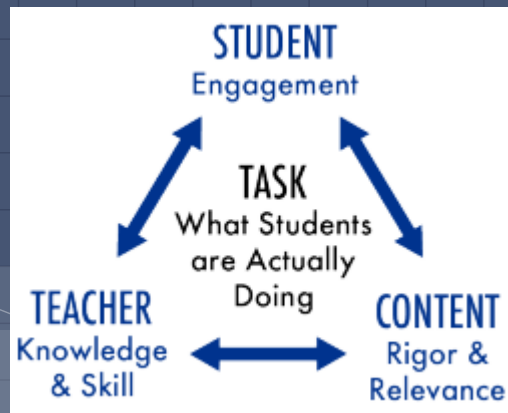 STUDENT
Engagement
TASK
What Students
are Actually
Doing
TEACHER
Knowledge
& Skill
CONTENT
Rigor &
Relevance